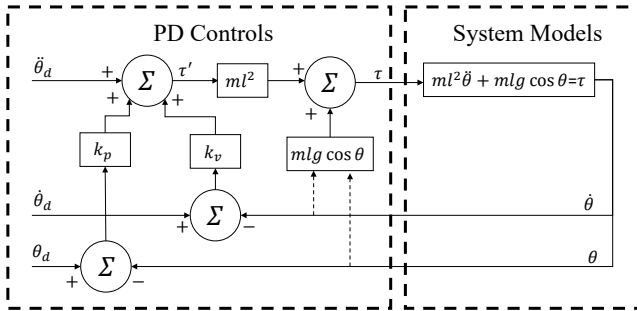 PD Controls
System Models
θ̈_d
+
+
Σ
+
τ′
ml²
+
Σ
+
τ
ml²θ̈ + mlg cos θ=τ
k_p
k_v
mlg cos θ
θ̇_d
+
Σ
−
θ̇
θ_d
+
Σ
−
θ